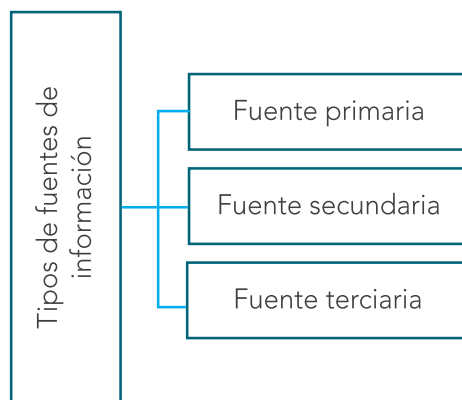 Tipos de fuentes de
información
Fuente primaria
Fuente secundaria
Fuente terciaria